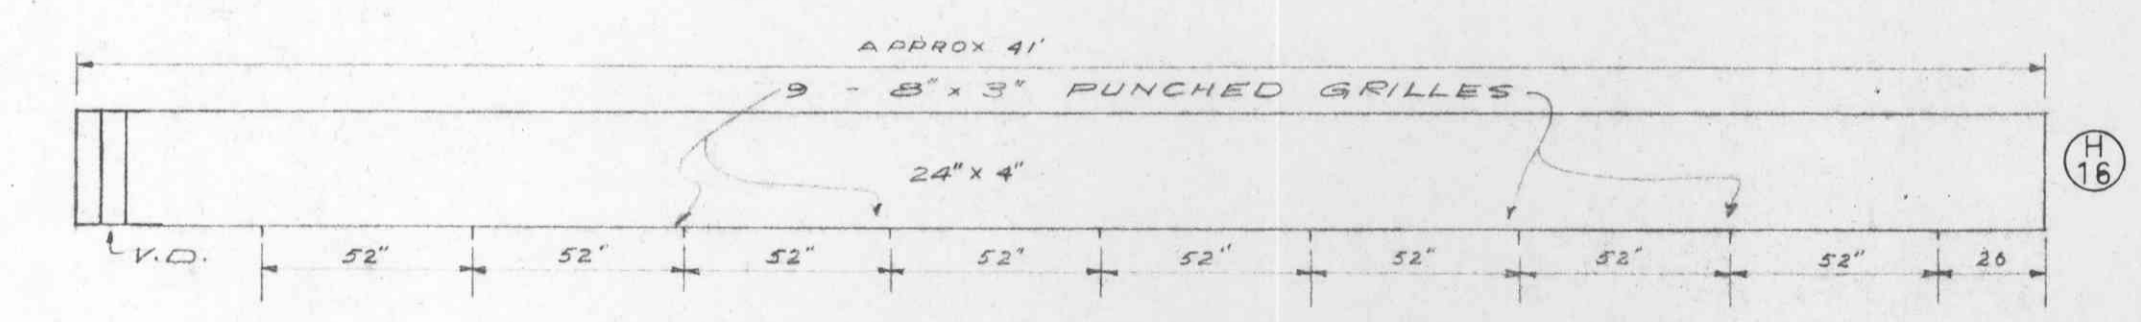 APPROX 41'
9 - 8" x 3" PUNCHED GRILLES
24" x 4"
H
16
V.D.
52" 52" 52" 52" 52" 52" 52" 52" 26